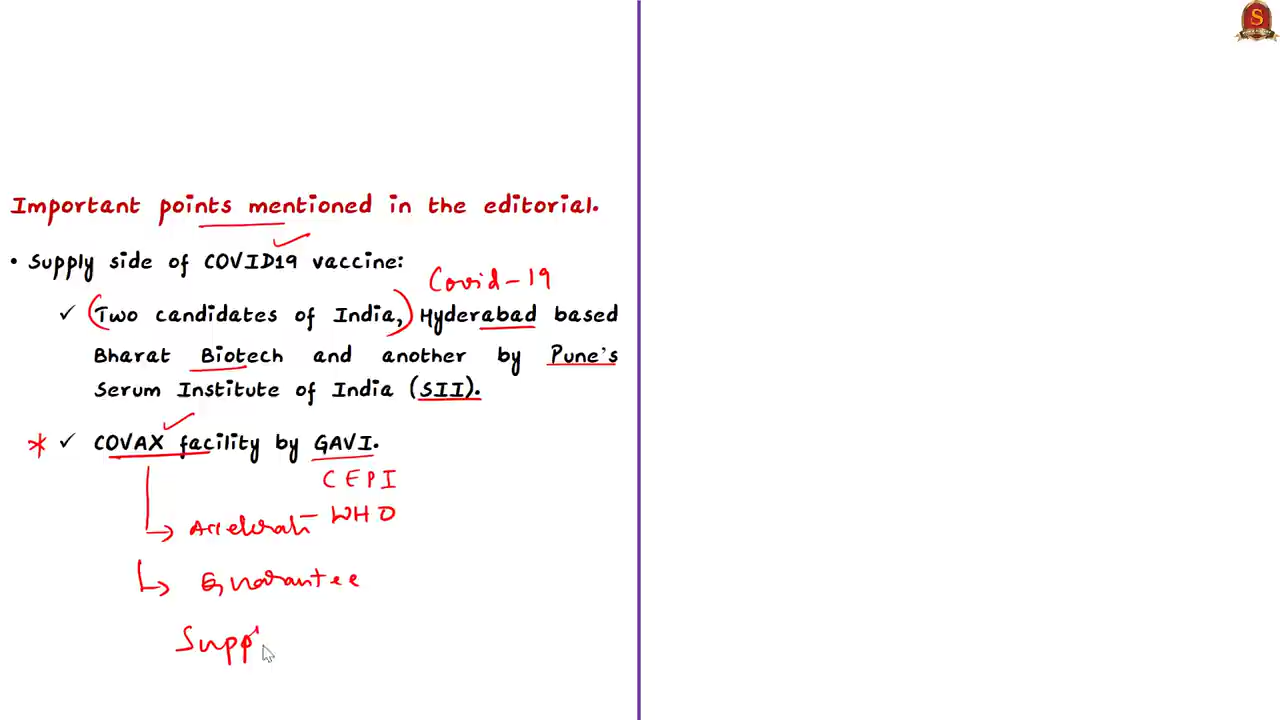 Important points mentioned in the editorial.
• Supply side of COVID19 vaccine:
Covid-19
✓ (Two candidates of India,) Hyderabad based
Bharat Biotech and another by Pune's
Serum Institute of India (SII).
* ✓ COVAX facility by GAVI.
CEPI
WHO
Guarantee
Supp